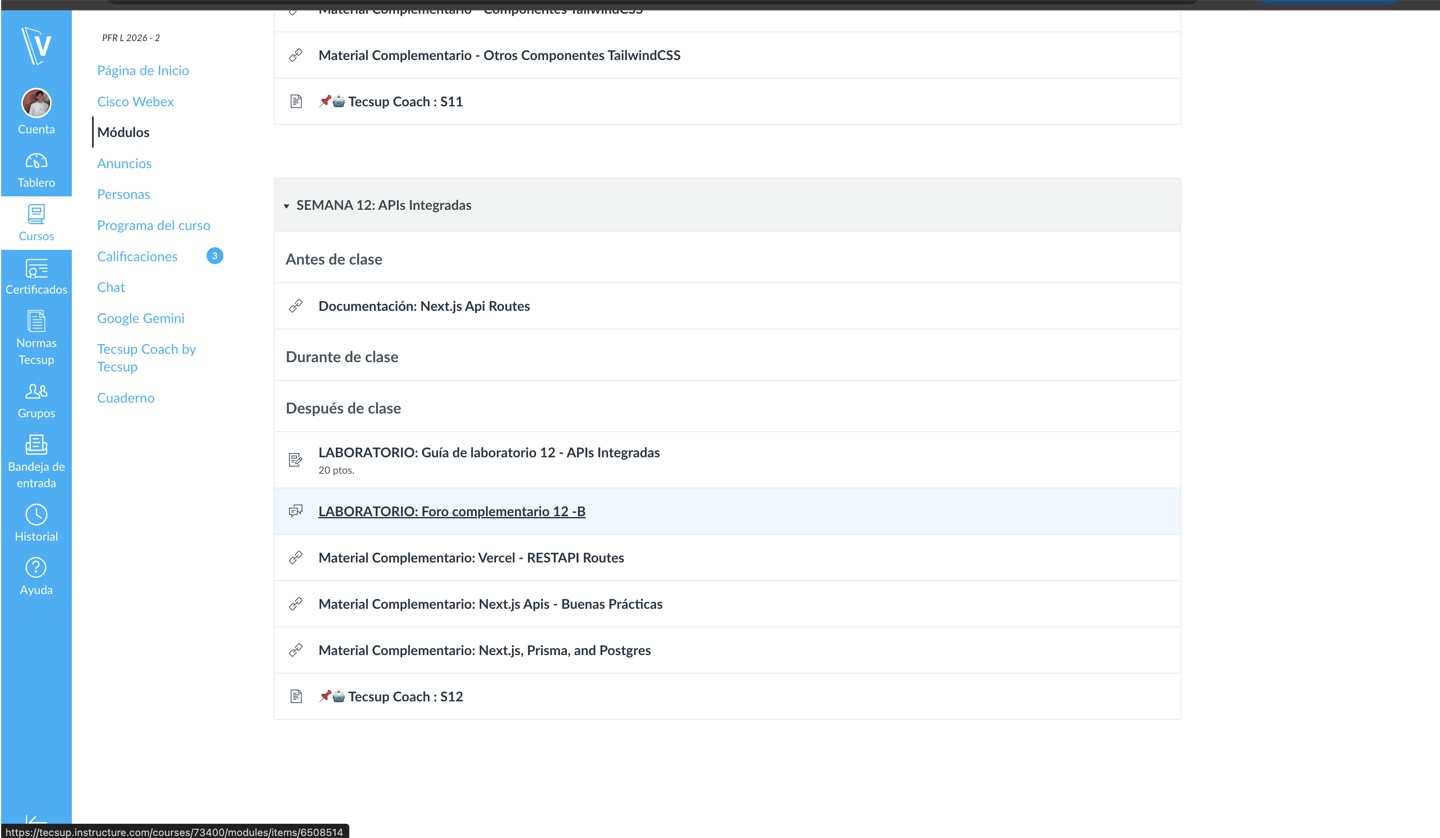 Material Complementario - Componentes TailwindCSS
PFR L 2026 - 2
Página de Inicio
Cisco Webex
Módulos
Anuncios
Personas
Programa del curso
Calificaciones 3
Chat
Google Gemini
Tecsup Coach by
Tecsup
Cuaderno
Cuenta
Tablero
Cursos
Certificados
Normas
Tecsup
Grupos
Bandeja de
entrada
Historial
Ayuda
Material Complementario - Otros Componentes TailwindCSS
📌🤖 Tecsup Coach : S11
SEMANA 12: APIs Integradas
Antes de clase
Documentación: Next.js Api Routes
Durante de clase
Después de clase
LABORATORIO: Guía de laboratorio 12 - APIs Integradas
20 ptos.
LABORATORIO: Foro complementario 12 -B
Material Complementario: Vercel - RESTAPI Routes
Material Complementario: Next.js Apis - Buenas Prácticas
Material Complementario: Next.js, Prisma, and Postgres
📌🤖 Tecsup Coach : S12
https://tecsup.instructure.com/courses/73400/modules/items/6508514